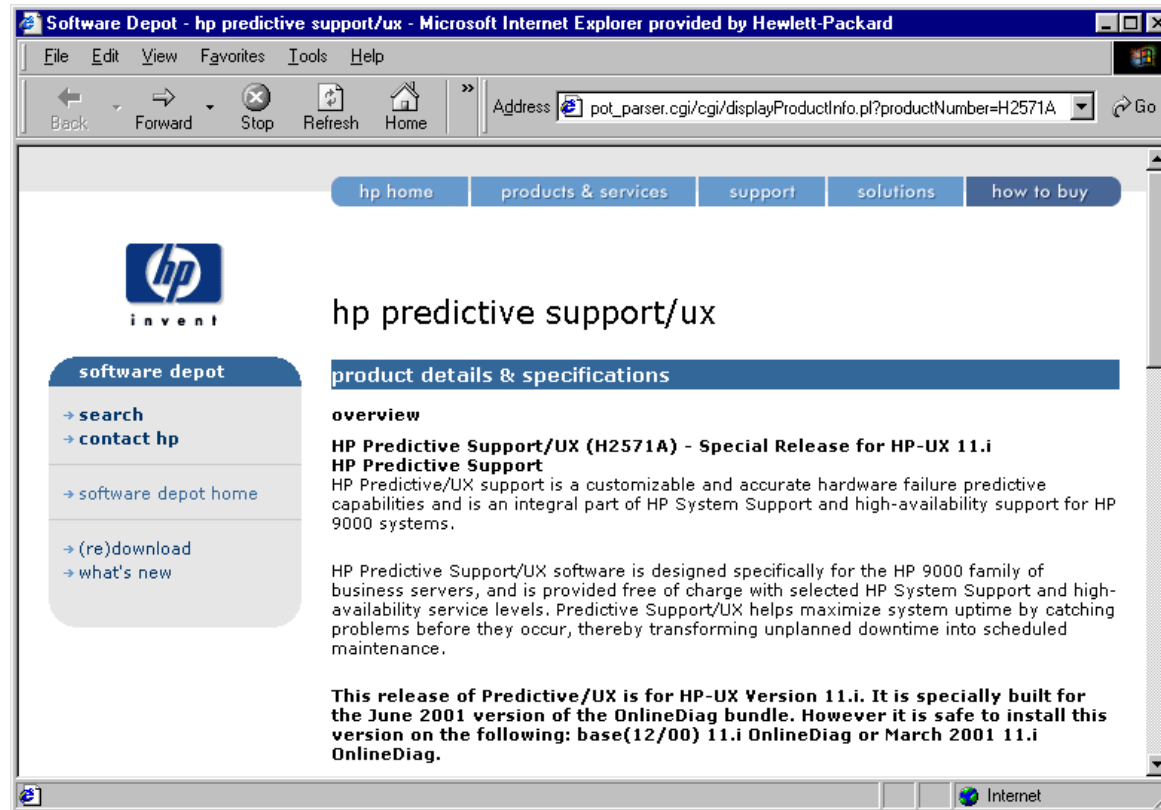 Software Depot - hp predictive support/ux - Microsoft Internet Explorer provided by Hewlett-Packard
File Edit View Favorites Tools Help
Back Forward Stop Refresh Home » Address pot_parser.cgi/cgi/displayProductInfo.pl?productNumber=H2571A Go
hp home products & services support solutions how to buy
hp
invent
hp predictive support/ux
software depot
search
contact hp
software depot home
(re)download
what's new
product details & specifications
overview
HP Predictive Support/UX (H2571A) - Special Release for HP-UX 11.i
HP Predictive Support
HP Predictive/UX support is a customizable and accurate hardware failure predictive
capabilities and is an integral part of HP System Support and high-availability support for HP
9000 systems.
HP Predictive Support/UX software is designed specifically for the HP 9000 family of
business servers, and is provided free of charge with selected HP System Support and high-
availability service levels. Predictive Support/UX helps maximize system uptime by catching
problems before they occur, thereby transforming unplanned downtime into scheduled
maintenance.
This release of Predictive/UX is for HP-UX Version 11.i. It is specially built for
the June 2001 version of the OnlineDiag bundle. However it is safe to install this
version on the following: base(12/00) 11.i OnlineDiag or March 2001 11.i
OnlineDiag.
Internet